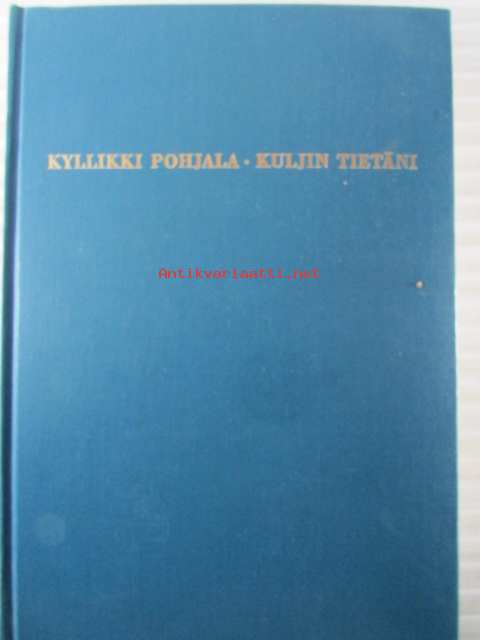 KYLLIKKI POHJALA · KULJIN TIETÄNI
Antikvariaatti.net